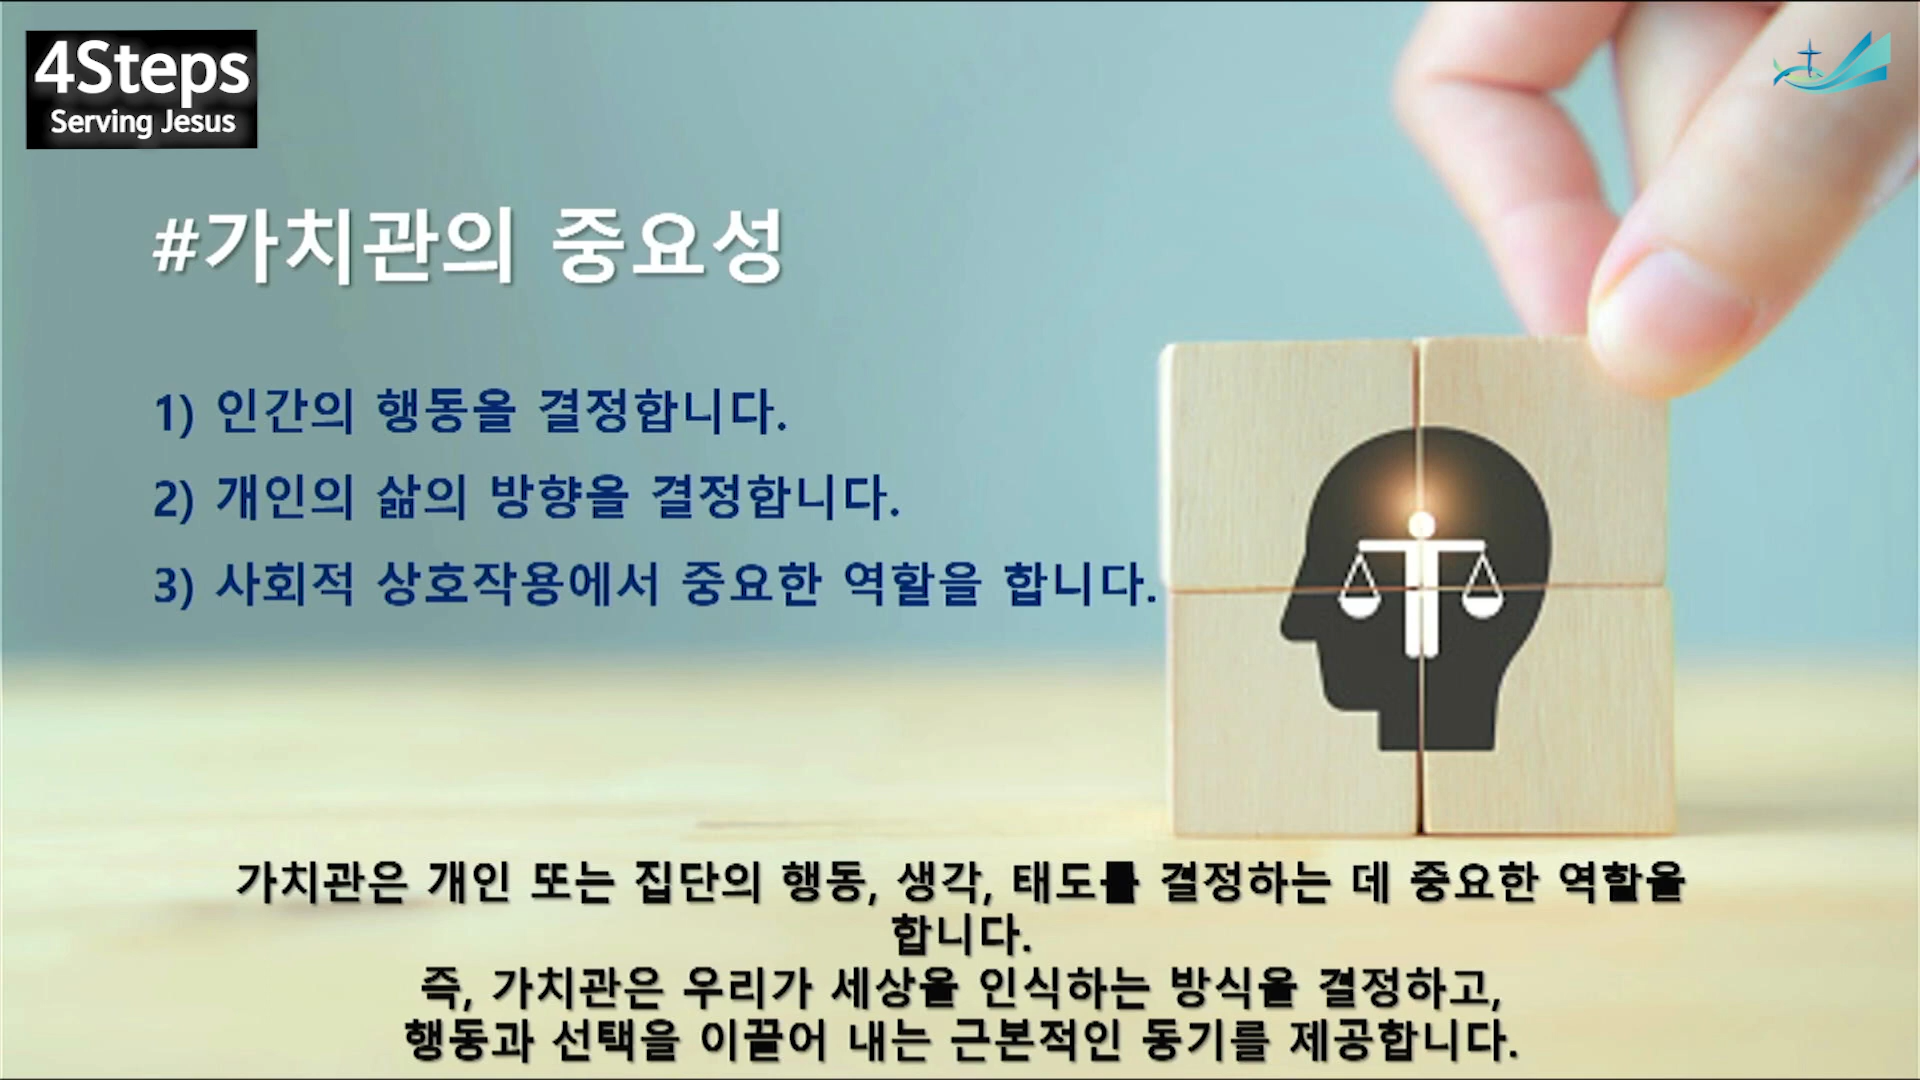 4Steps
Serving Jesus
#가치관의 중요성
1) 인간의 행동을 결정합니다.
2) 개인의 삶의 방향을 결정합니다.
3) 사회적 상호작용에서 중요한 역할을 합니다.
가치관은 개인 또는 집단의 행동, 생각, 태도를 결정하는 데 중요한 역할을
합니다.
즉, 가치관은 우리가 세상을 인식하는 방식을 결정하고,
행동과 선택을 이끌어 내는 근본적인 동기를 제공합니다.